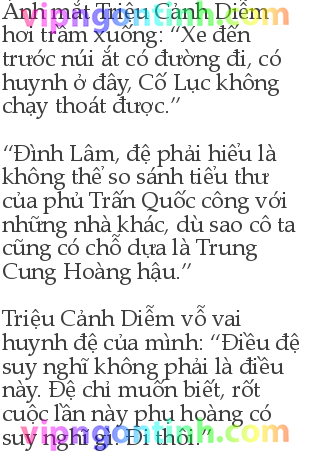 Ánh mắt Triệu Cảnh Diễm
hơi trầm xuống: “Xe đến
trước núi ắt có đường đi, có
huynh ở đây, Cố Lục không
chạy thoát được.”
“Đình Lâm, đệ phải hiểu là
không thể so sánh tiểu thư
của phủ Trấn Quốc công với
những nhà khác, dù sao cô ta
cũng có chỗ dựa là Trung
Cung Hoàng hậu.”
Triệu Cảnh Diễm vỗ vai
huynh đệ của mình: “Điều đệ
suy nghĩ không phải là điều
này. Đệ chỉ muốn biết, rốt
cuộc lần này phụ hoàng có
suy nghĩ gì. Đi thôi.”
vipngontinh.com
vipngontinh.com